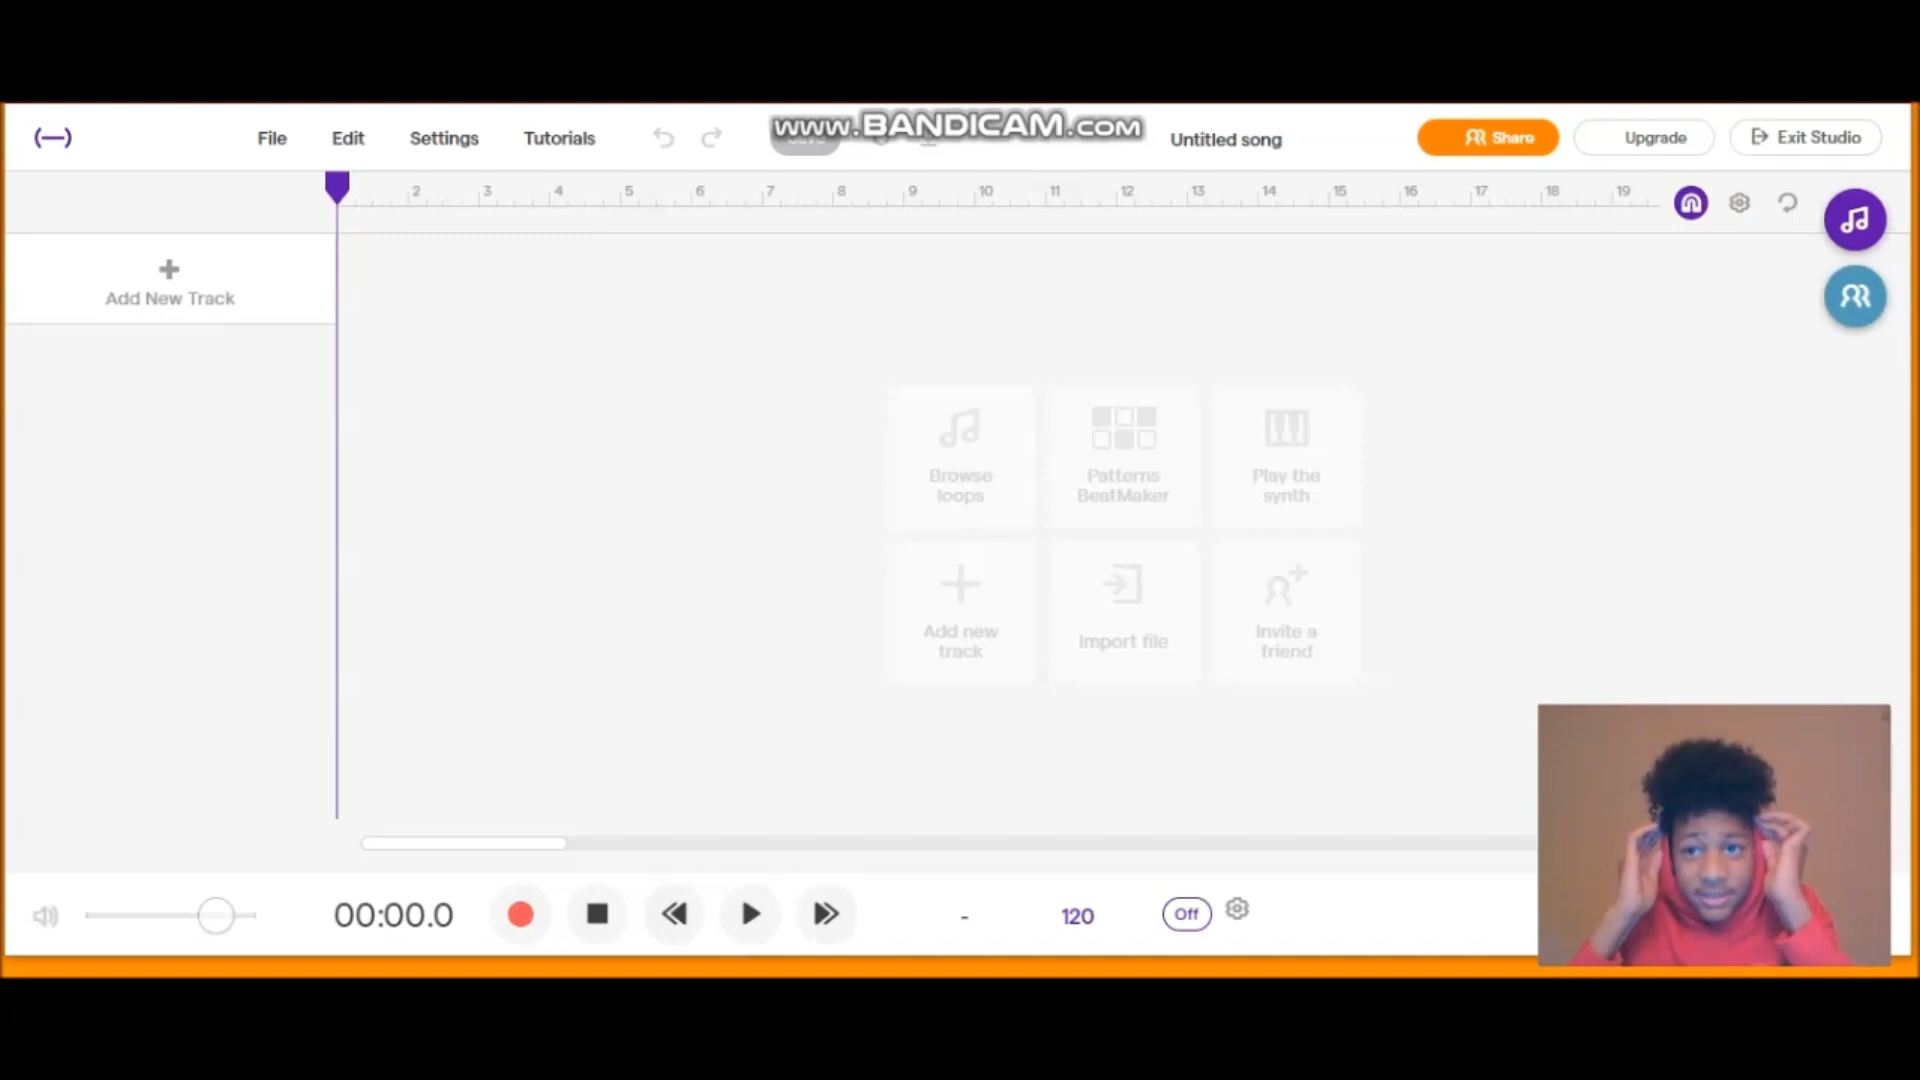 www.BANDICAM.com
File Edit Settings Tutorials Untitled song Share Upgrade Exit Studio
2 3 4 5 6 7 8 9 10 11 12 13 14 15 16 17 18 19
Add New Track
Browse
loops
Patterns
BeatMaker
Play the
synth
Add new
track
Import file
Invite a
friend
00:00.0 - 120 Off